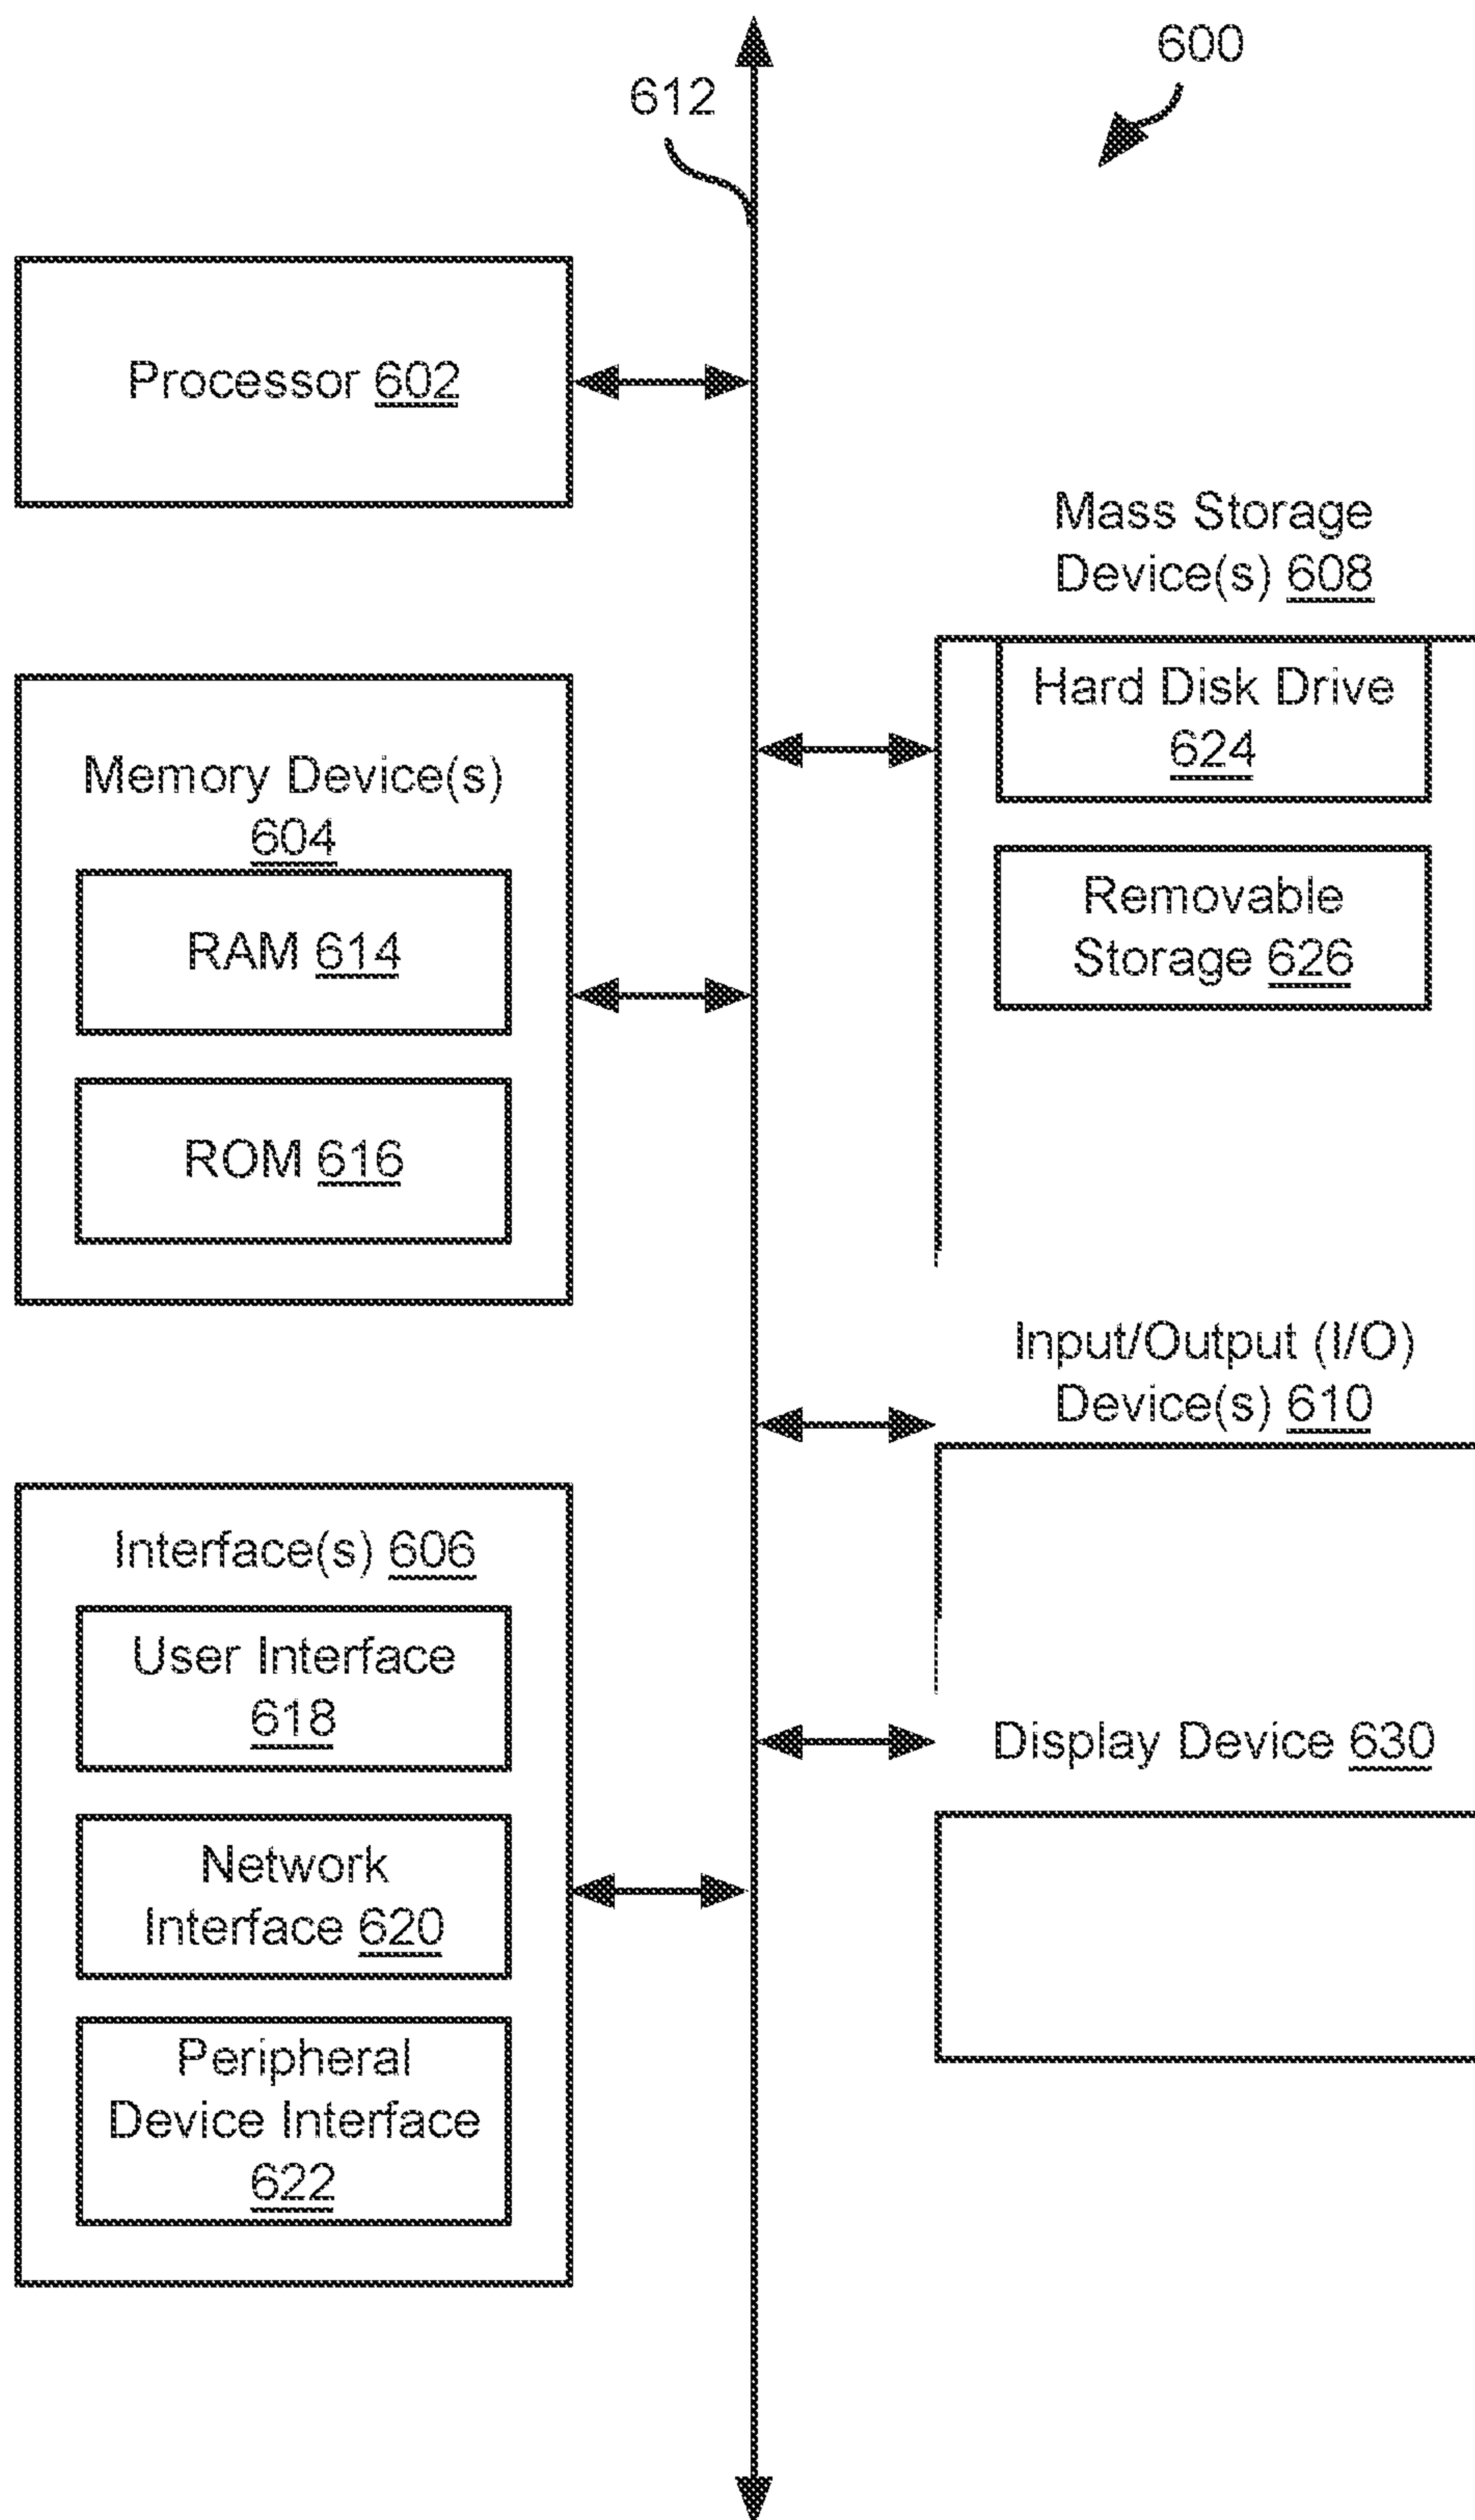 600
612
Processor 602
Mass Storage
Device(s) 608
Hard Disk Drive
624
Memory Device(s)
604
Removable
Storage 626
RAM 614
ROM 616
Input/Output (I/O)
Device(s) 610
Interface(s) 606
User Interface
618
Display Device 630
Network
Interface 620
Peripheral
Device Interface
622